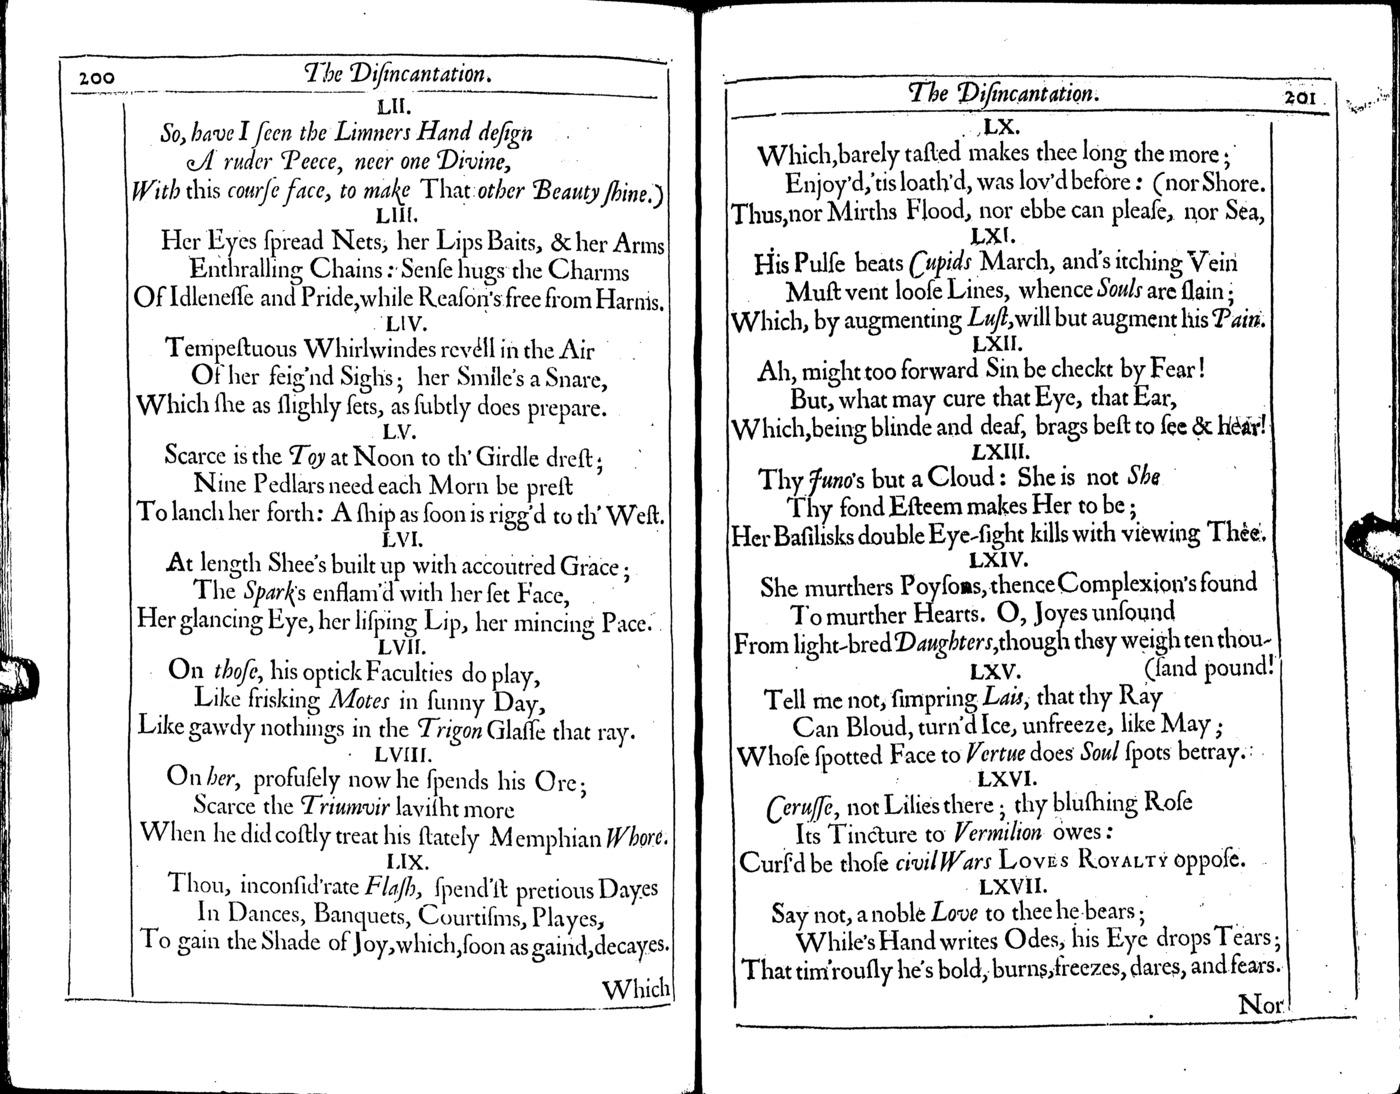 200 The Diſincantation.
LII.
So, have I ſeen the Limners Hand deſign
A ruder Peece, neer one Divine,
With this courſe face, to make That other Beauty ſhine.)
LIII.
Her Eyes ſpread Nets, her Lips Baits, & her Arms
Enthralling Chains: Senſe hugs the Charms
Of Idleneſſe and Pride, while Reaſon's free from Harms.
LIV.
Tempeſtuous Whirlwindes revell in the Air
Of her feig'nd Sighs; her Smile's a Snare,
Which ſhe as ſlighly ſets, as ſubtly does prepare.
LV.
Scarce is the Toy at Noon to th' Girdle dreſt;
Nine Pedlars need each Morn be preſt
To lanch her forth: A ſhip as ſoon is rigg'd to th' Weſt.
LVI.
At length Shee's built up with accoutred Grace;
The Spark's enflam'd with her ſet Face,
Her glancing Eye, her liſping Lip, her mincing Pace.
LVII.
On thoſe, his optick Faculties do play,
Like frisking Motes in ſunny Day,
Like gawdy nothings in the Trigon Glaſſe that ray.
LVIII.
On her, profuſely now he ſpends his Ore;
Scarce the Triumvir laviſht more
When he did coſtly treat his ſtately Memphian Whore.
LIX.
Thou, inconſid'rate Flaſh, ſpend'ſt pretious Dayes
In Dances, Banquets, Courtiſms, Playes,
To gain the Shade of Joy, which, ſoon as gaind, decayes.
Which
The Diſincantation. 201
LX.
Which, barely taſted makes thee long the more;
Enjoy'd, 'tis loath'd, was lov'd before: (nor Shore.
Thus, nor Mirths Flood, nor ebbe can pleaſe, nor Sea,
LXI.
His Pulſe beats Cupids March, and's itching Vein
Muſt vent looſe Lines, whence Souls are ſlain;
Which, by augmenting Luſt, will but augment his Pain.
LXII.
Ah, might too forward Sin be checkt by Fear!
But, what may cure that Eye, that Ear,
Which, being blinde and deaf, brags beſt to ſee & hear!
LXIII.
Thy Juno's but a Cloud: She is not She
Thy fond Eſteem makes Her to be;
Her Baſilisks double Eye-ſight kills with viewing Thee.
LXIV.
She murthers Poyſons, thence Complexion's found
To murther Hearts. O, Joyes unſound
From light-bred Daughters, though they weigh ten thou-
LXV. (ſand pound!
Tell me not, ſimpring Lais, that thy Ray
Can Bloud, turn'd Ice, unfreeze, like May;
Whoſe ſpotted Face to Vertue does Soul ſpots betray.
LXVI.
Ceruſſe, not Lilies there; thy bluſhing Roſe
Its Tincture to Vermilion owes:
Curſ'd be thoſe civil Wars LOVES ROYALTY oppoſe.
LXVII.
Say not, a noble Love to thee he bears;
While's Hand writes Odes, his Eye drops Tears;
That tim'rouſly he's bold, burns, freezes, dares, and fears.
Nor